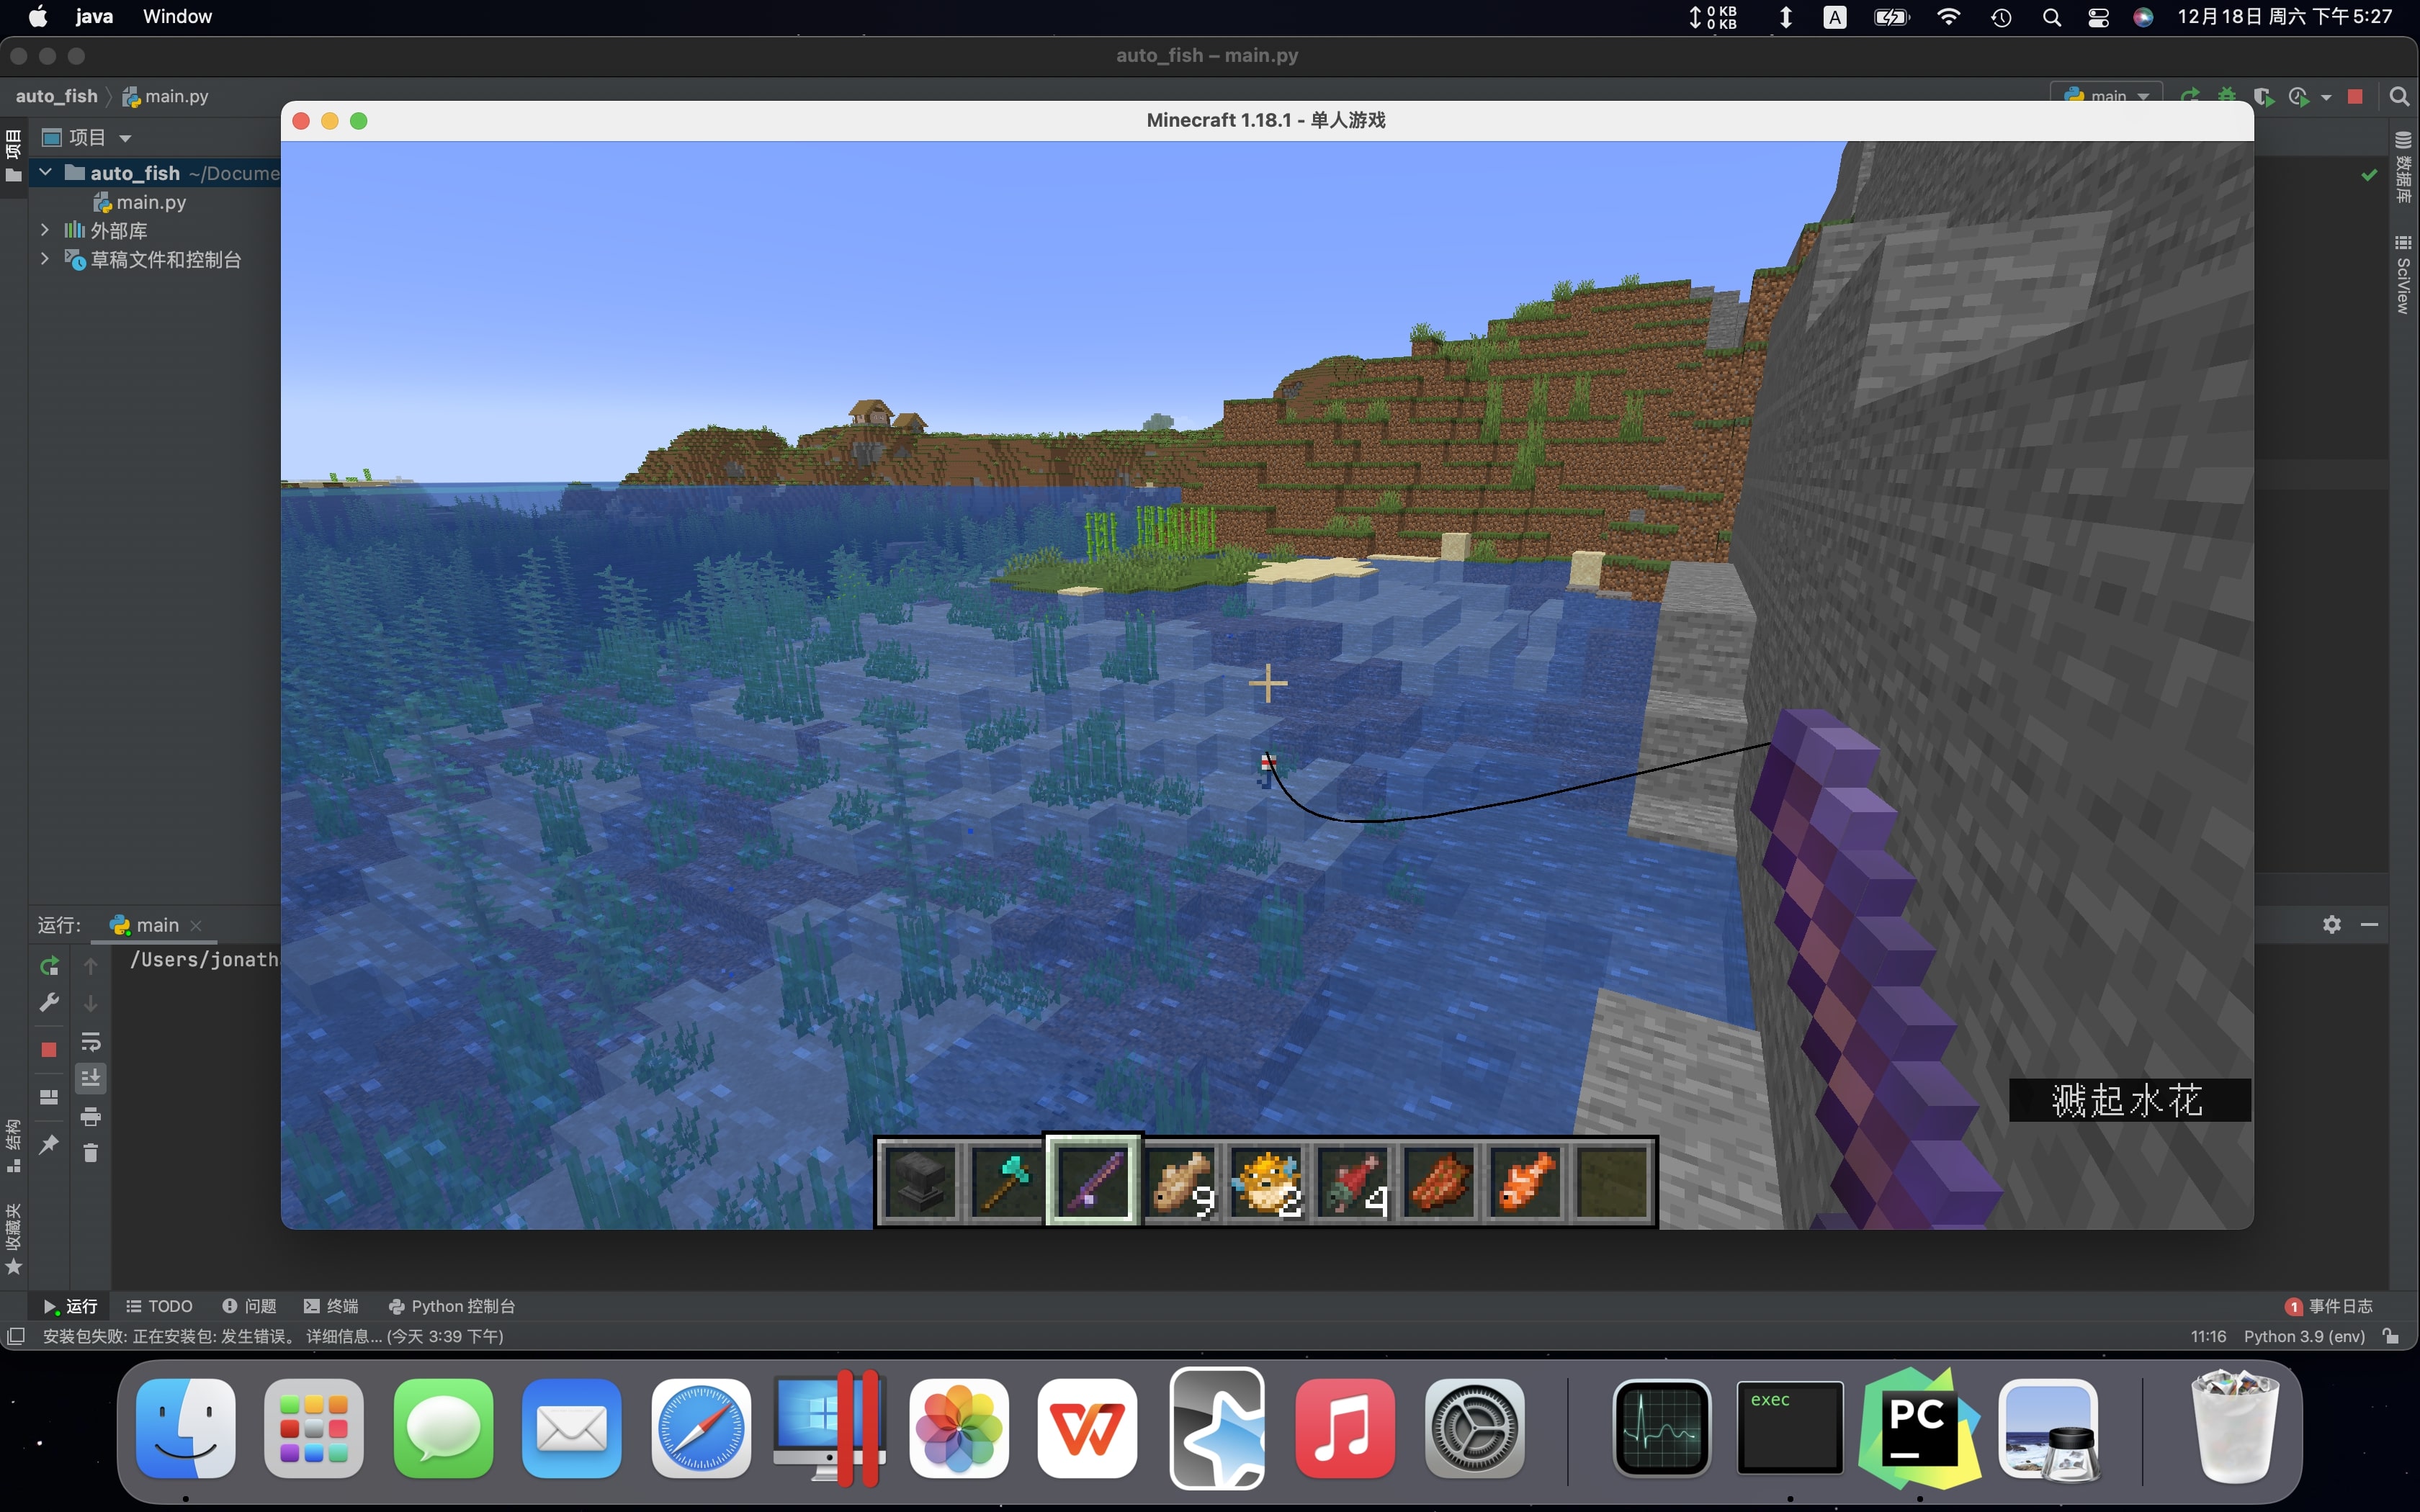 java Window
0 KB
0 KB
A
12月18日 周六 下午5:27
auto_fish – main.py
auto_fish main.py
main
Minecraft 1.18.1 - 单人游戏
项目
项目
auto_fish ~/Docume
main.py
外部库
草稿文件和控制台
数据库
SciView
运行: main
/Users/jonath
溅起水花
9
2
4
结构
收藏夹
运行 TODO 问题 终端 Python 控制台
1 事件日志
安装包失败: 正在安装包: 发生错误。 详细信息... (今天 3:39 下午)
11:16 Python 3.9 (env)
exec
PC